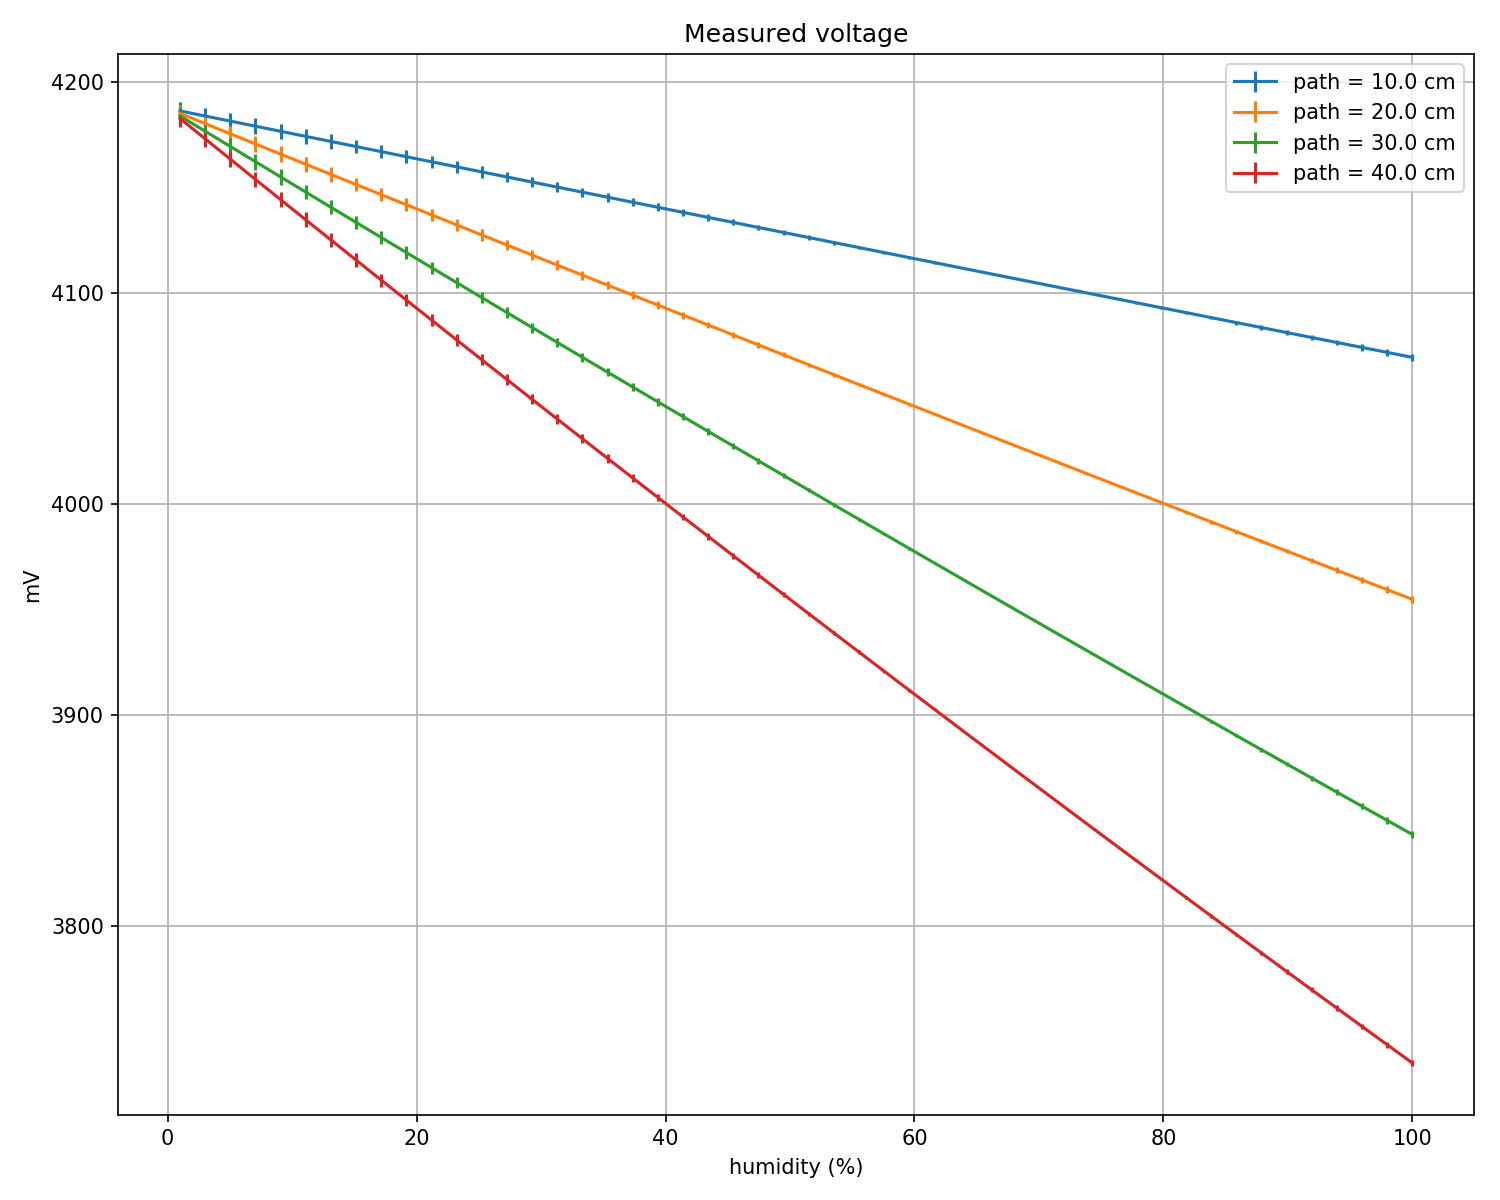 Measured voltage
path = 10.0 cm
path = 20.0 cm
path = 30.0 cm
path = 40.0 cm
4200
4100
4000
3900
3800
mV
0 20 40 60 80 100
humidity (%)